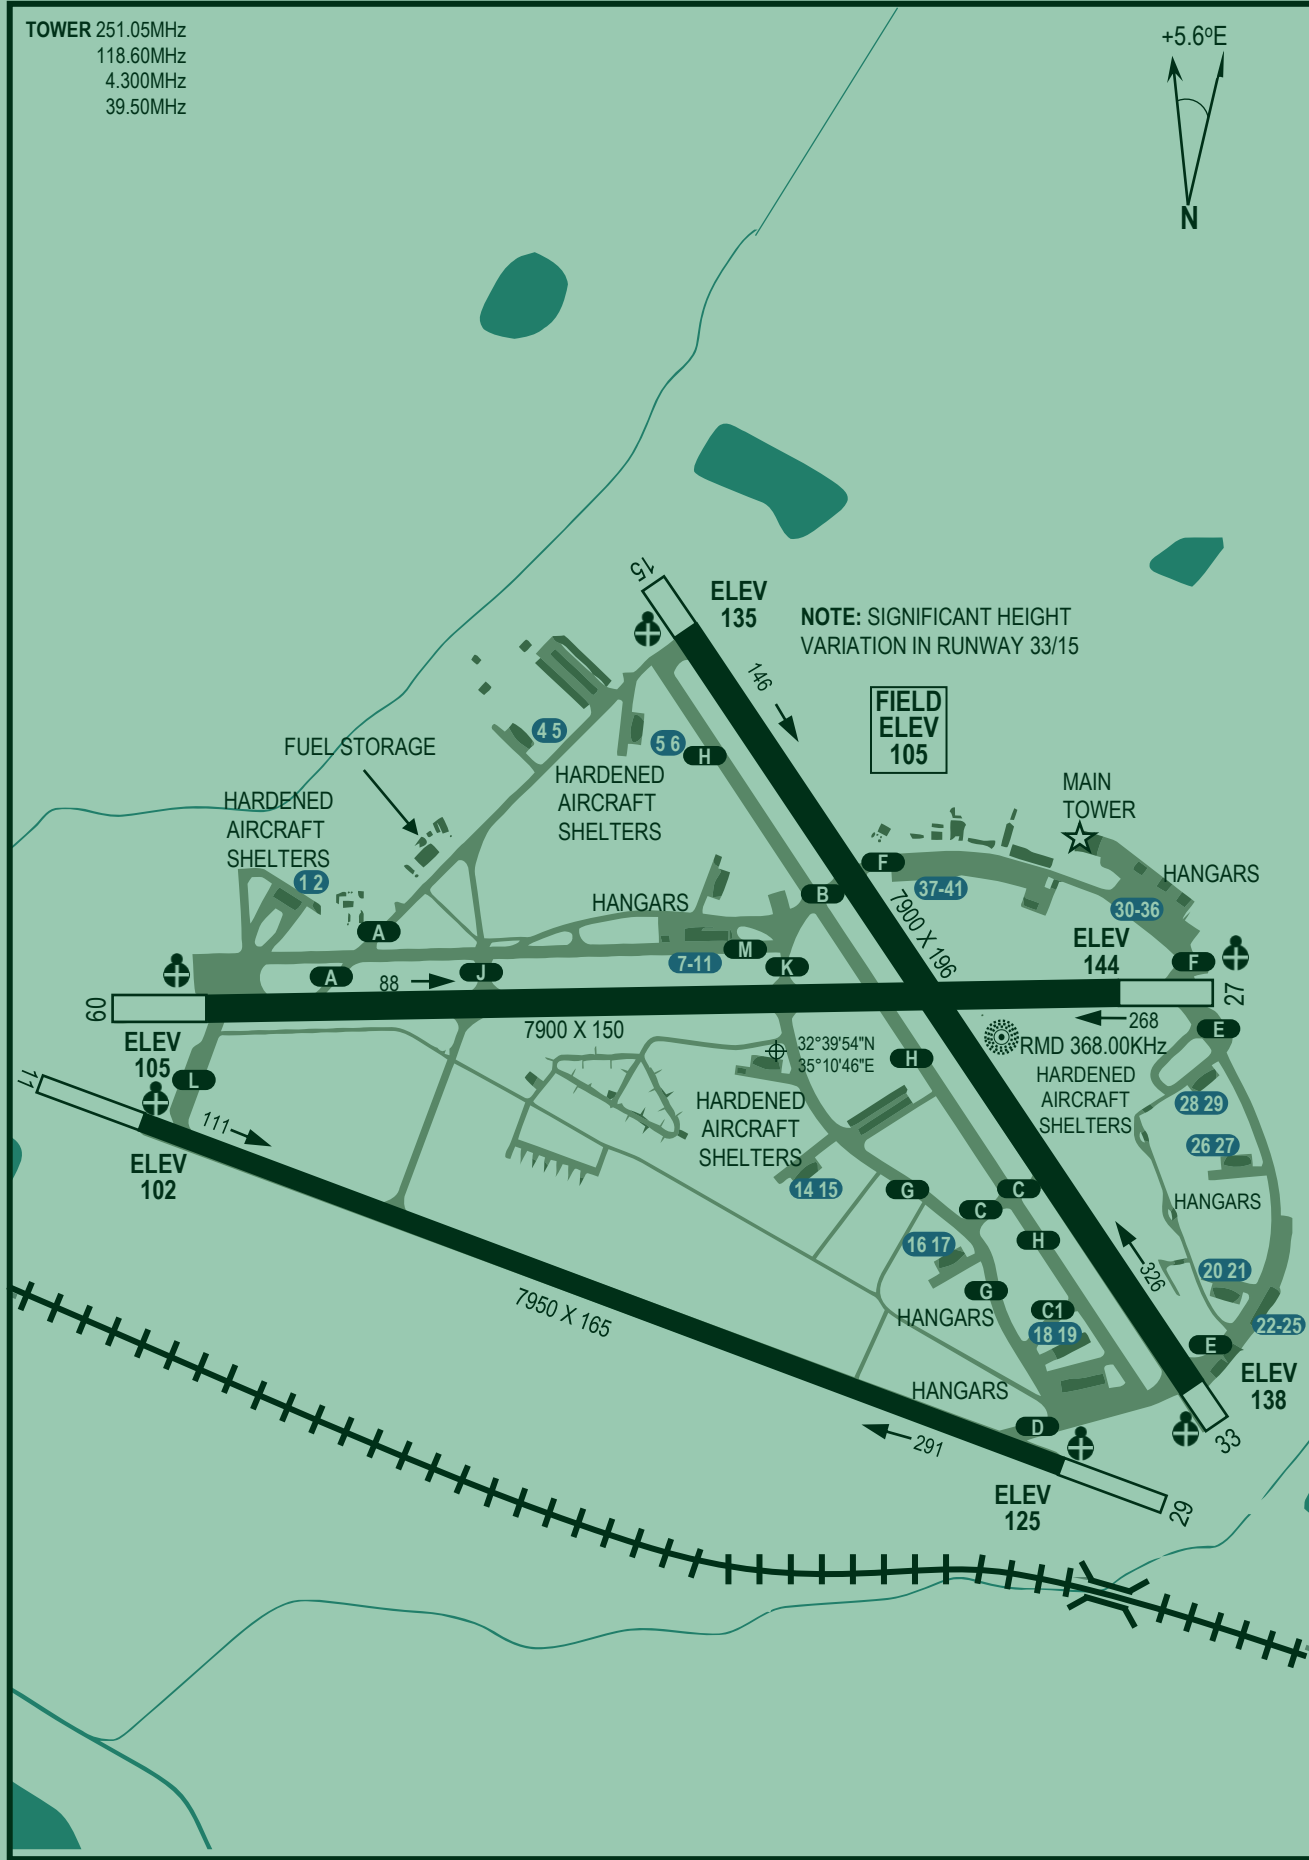 TOWER 251.05MHz
118.60MHz
4.300MHz
39.50MHz
+5.6ºE
N
15
ELEV
135
NOTE: SIGNIFICANT HEIGHT
VARIATION IN RUNWAY 33/15
146
FIELD
ELEV
105
4 5
5 6
H
FUEL STORAGE
HARDENED
AIRCRAFT
SHELTERS
HARDENED
AIRCRAFT
SHELTERS
1 2
MAIN
TOWER
HANGARS
F
37-41
30-36
B
7900 X 196
HANGARS
A
M
7-11
K
ELEV
144
F
A
88
J
09
27
268
7900 X 150
E
ELEV
105
32°39'54"N
35°10'46"E
H
RMD 368.00KHz
HARDENED
AIRCRAFT
SHELTERS
11
L
111
HARDENED
AIRCRAFT
SHELTERS
28 29
26 27
ELEV
102
14 15
G
C
C
HANGARS
16 17
H
20 21
326
7950 X 165
G
HANGARS
C1
18 19
22-25
E
ELEV
138
HANGARS
D
291
33
ELEV
125
29